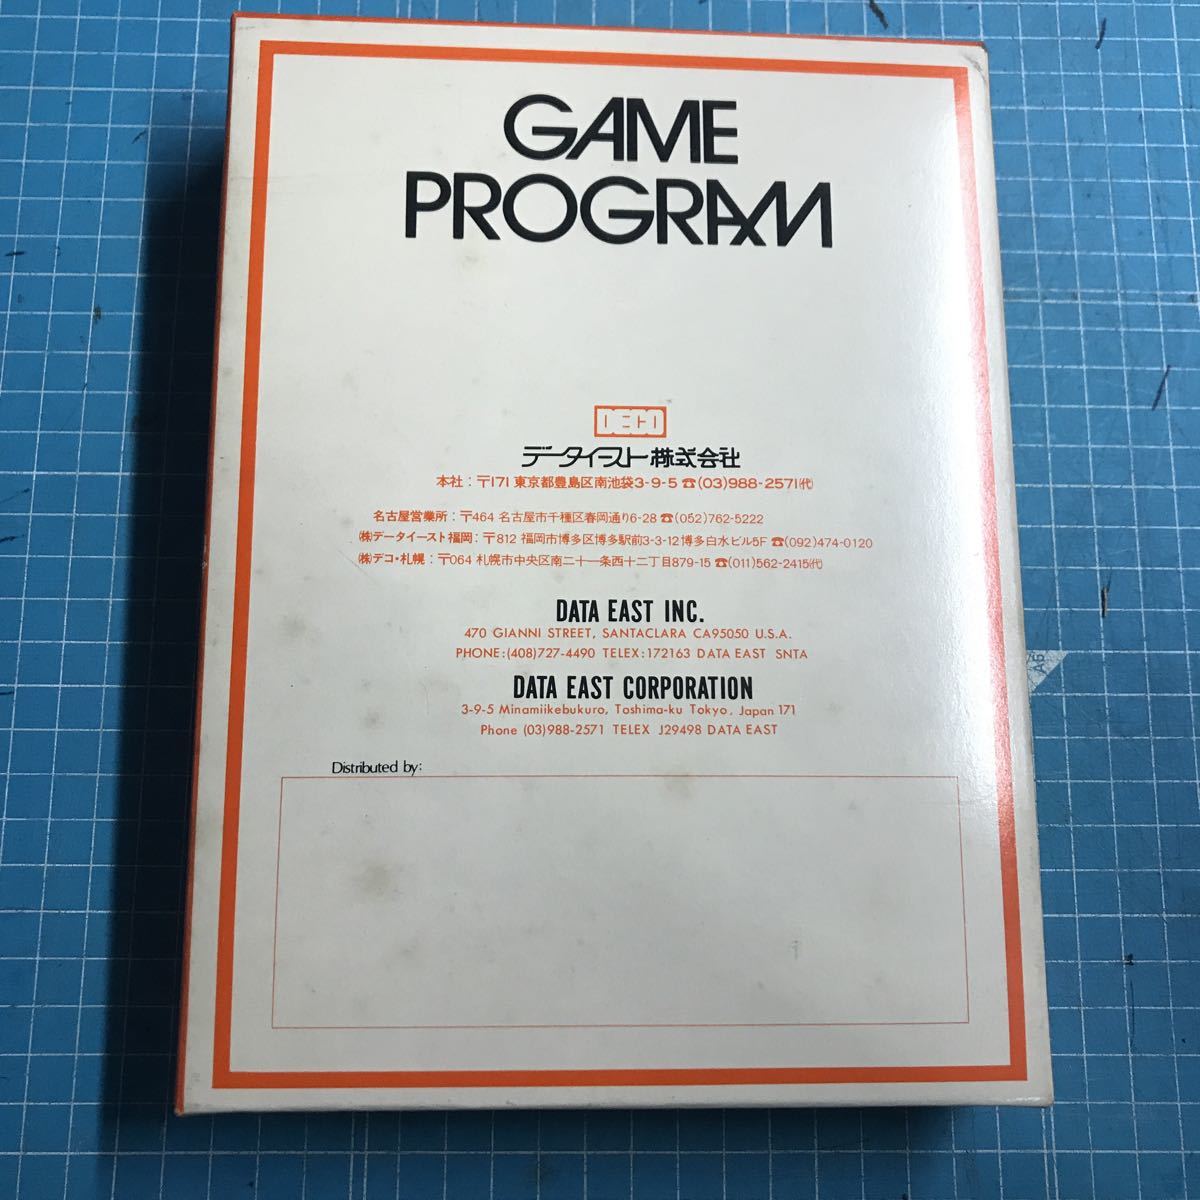 GAME
PROGRAM
DECO
データイースト株式会社
本社：〒171 東京都豊島区南池袋3-9-5 ☎(03)988-2571(代)
名古屋営業所：〒464 名古屋市千種区春岡通り6-28 ☎(052)762-5222
㈱データイースト福岡：〒812 福岡市博多区博多駅前3-3-12博多白水ビル5F ☎(092)474-0120
㈱デコ・札幌：〒064 札幌市中央区南二十一条西十二丁目879-15 ☎(011)562-2415(代)
DATA EAST INC.
470 GIANNI STREET, SANTACLARA CA95050 U.S.A.
PHONE:(408)727-4490 TELEX:172163 DATA EAST SNTA
DATA EAST CORPORATION
3-9-5 Minamiikebukuro, Toshima-ku Tokyo, Japan 171
Phone (03)988-2571 TELEX J29498 DATA EAST
Distributed by: